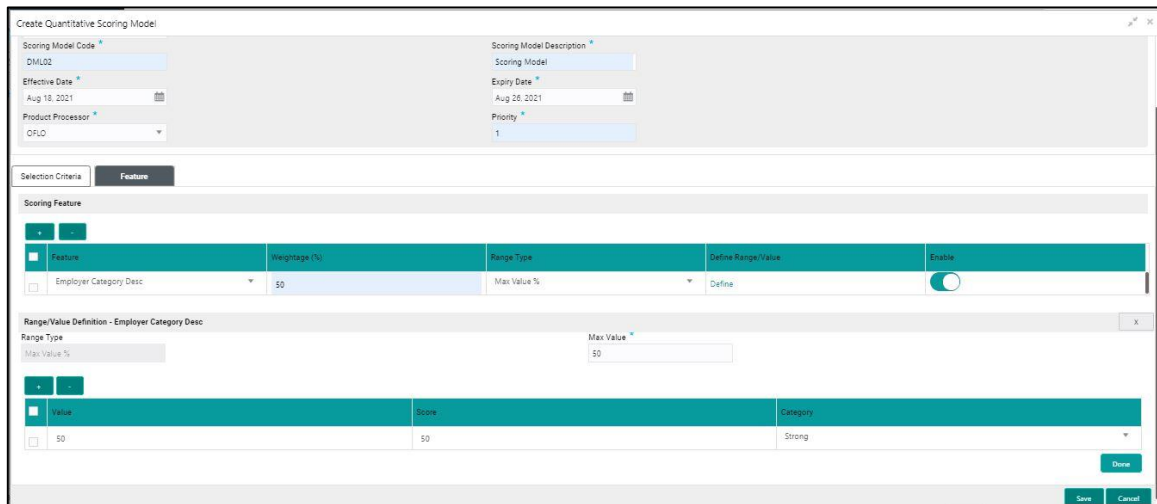 Create Quantitative Scoring Model
Scoring Model Code *
Scoring Model Description *
DML02
Scoring Model
Effective Date *
Expiry Date *
Aug 18, 2021
Aug 26, 2021
Product Processor *
Priority *
OFLO
1
Selection Criteria
Feature
Scoring Feature
+ -
Feature Weightage (%) Range Type Define Range/Value Enable
Employer Category Desc 50 Max Value % Define
Range/Value Definition - Employer Category Desc X
Range Type
Max Value *
Max Value %
50
+ -
Value Score Category
50 50 Strong
Done
Save Cancel